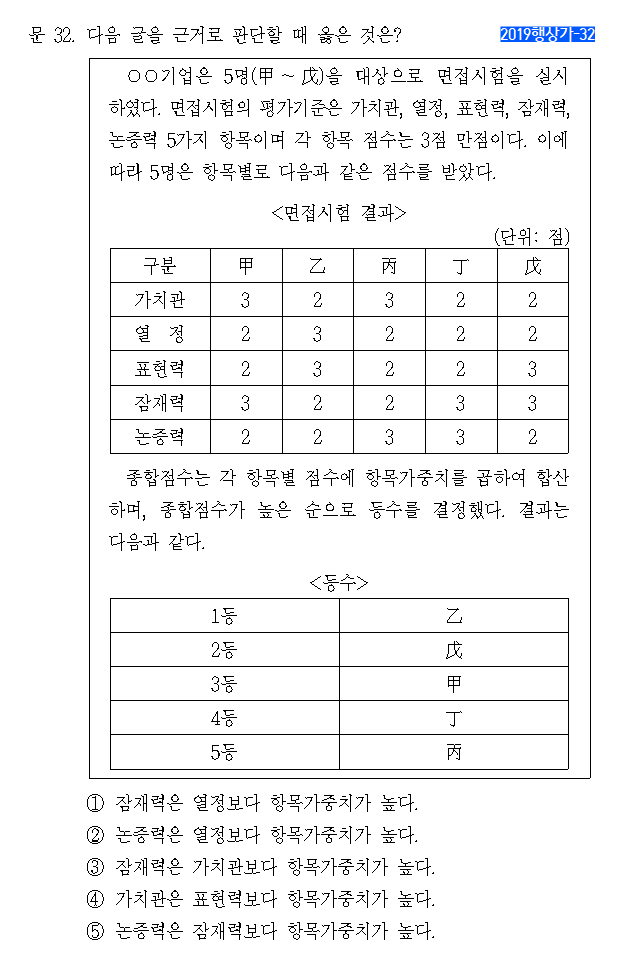 문 32. 다음 글을 근거로 판단할 때 옳은 것은?
2019행상가-32
○○기업은 5명(甲 ~ 戊)을 대상으로 면접시험을 실시
하였다. 면접시험의 평가기준은 가치관, 열정, 표현력, 잠재력,
논증력 5가지 항목이며 각 항목 점수는 3점 만점이다. 이에
따라 5명은 항목별로 다음과 같은 점수를 받았다.
<면접시험 결과>
(단위: 점)
구분 甲 乙 丙 丁 戊
가치관 3 2 3 2 2
열 정 2 3 2 2 2
표현력 2 3 2 2 3
잠재력 3 2 2 3 3
논증력 2 2 3 3 2
종합점수는 각 항목별 점수에 항목가중치를 곱하여 합산
하며, 종합점수가 높은 순으로 등수를 결정했다. 결과는
다음과 같다.
<등수>
1등 乙
2등 戊
3등 甲
4등 丁
5등 丙
① 잠재력은 열정보다 항목가중치가 높다.
② 논증력은 열정보다 항목가중치가 높다.
③ 잠재력은 가치관보다 항목가중치가 높다.
④ 가치관은 표현력보다 항목가중치가 높다.
⑤ 논증력은 잠재력보다 항목가중치가 높다.